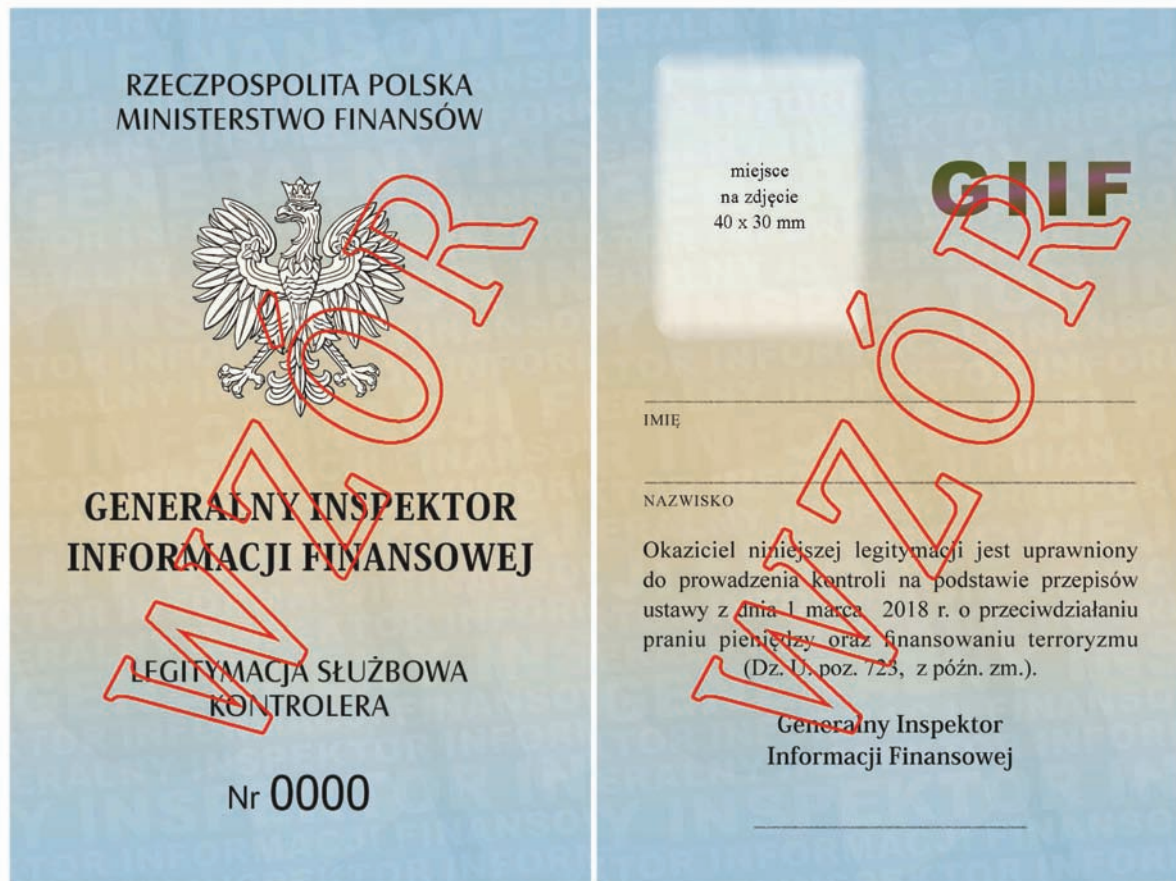 RZECZPOSPOLITA POLSKA
MINISTERSTWO FINANSÓW
GENERALNY INSPEKTOR
INFORMACJI FINANSOWEJ
LEGITYMACJA SŁUŻBOWA
KONTROLERA
Nr 0000
WZÓR
miejsce
na zdjęcie
40 x 30 mm
GIIF
IMIĘ
NAZWISKO
Okaziciel niniejszej legitymacji jest uprawniony
do prowadzenia kontroli na podstawie przepisów
ustawy z dnia 1 marca 2018 r. o przeciwdziałaniu
praniu pieniędzy oraz finansowaniu terroryzmu
(Dz. U. poz. 723, z późn. zm.).
Generalny Inspektor
Informacji Finansowej
WZÓR